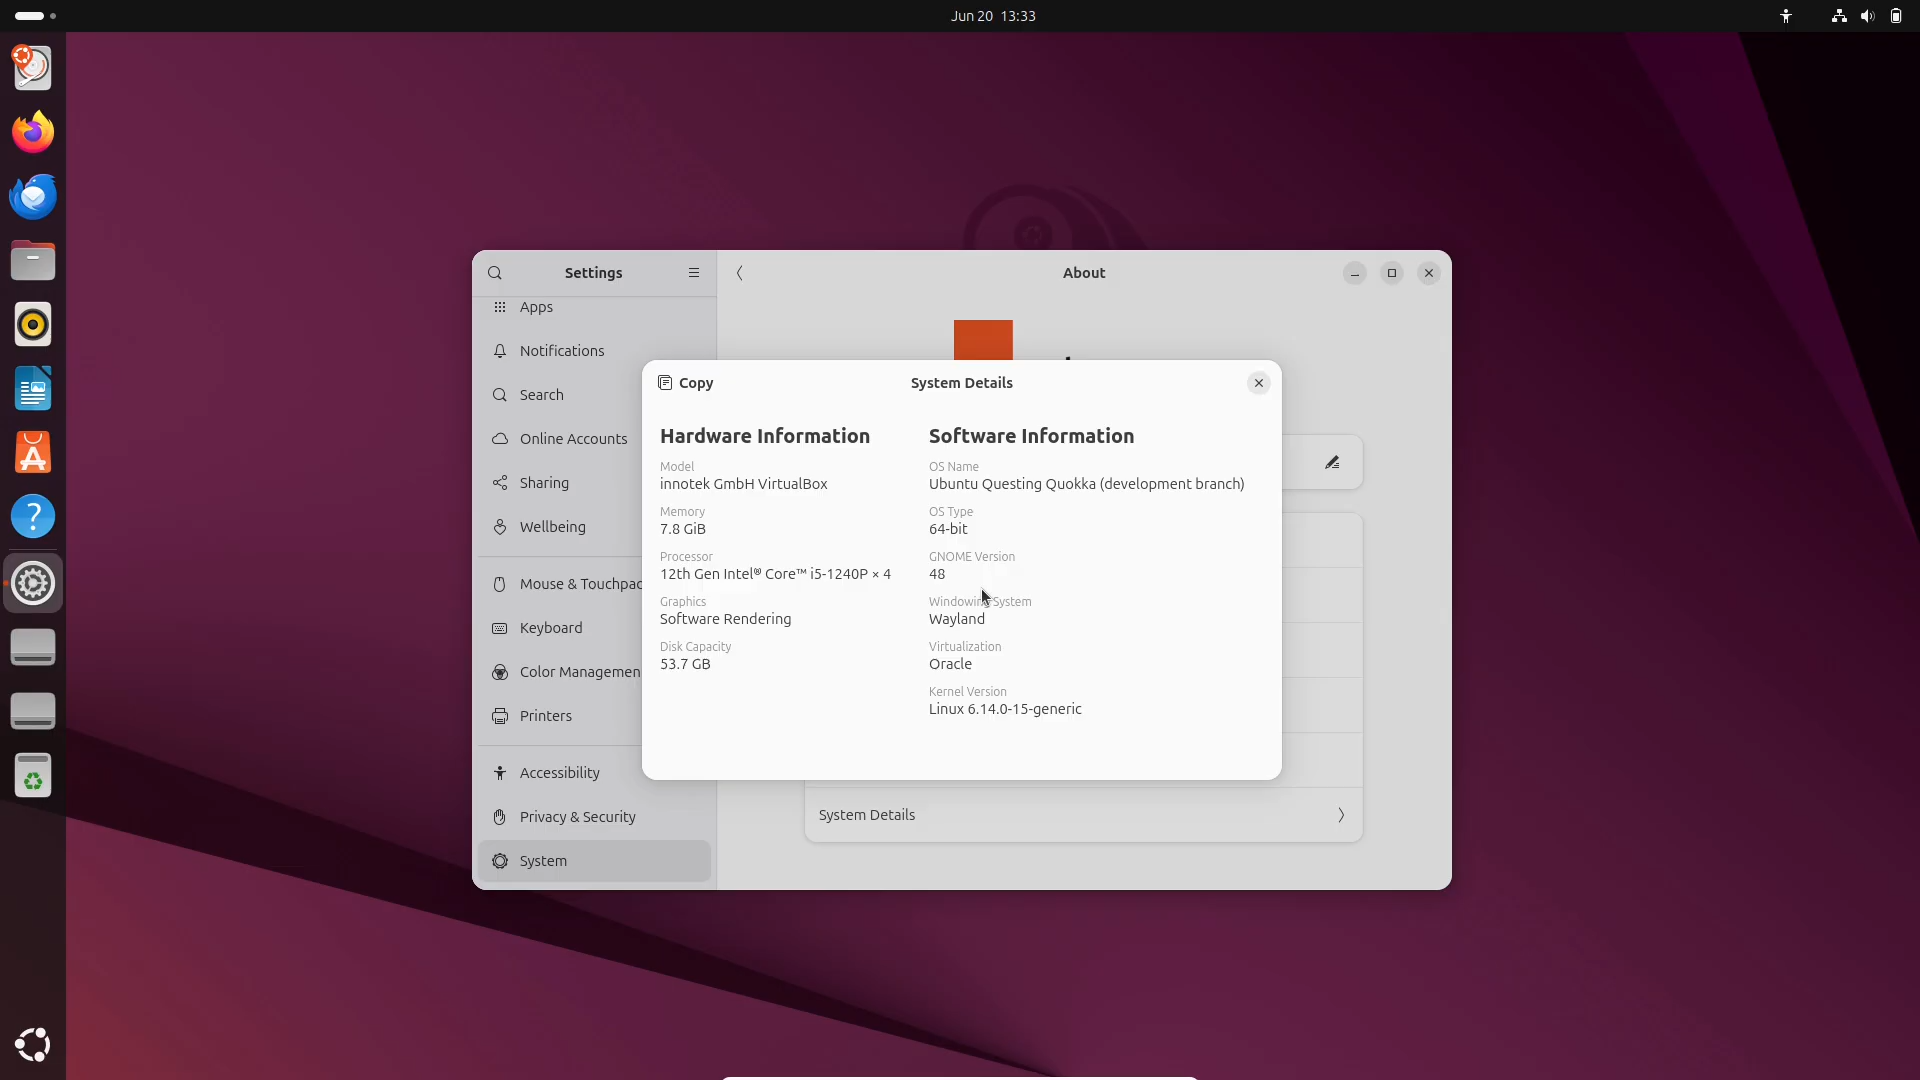 Jun 20 13:33
Settings
About
Apps
Notifications
Search
Online Accounts
Sharing
Wellbeing
Mouse & Touchpad
Keyboard
Color Managemen
Printers
Accessibility
Privacy & Security
System
Copy
System Details
Hardware Information
Model
innotek GmbH VirtualBox
Memory
7.8 GiB
Processor
12th Gen Intel® Core™ i5-1240P × 4
Graphics
Software Rendering
Disk Capacity
53.7 GB
Software Information
OS Name
Ubuntu Questing Quokka (development branch)
OS Type
64-bit
GNOME Version
48
Windowing System
Wayland
Virtualization
Oracle
Kernel Version
Linux 6.14.0-15-generic
System Details